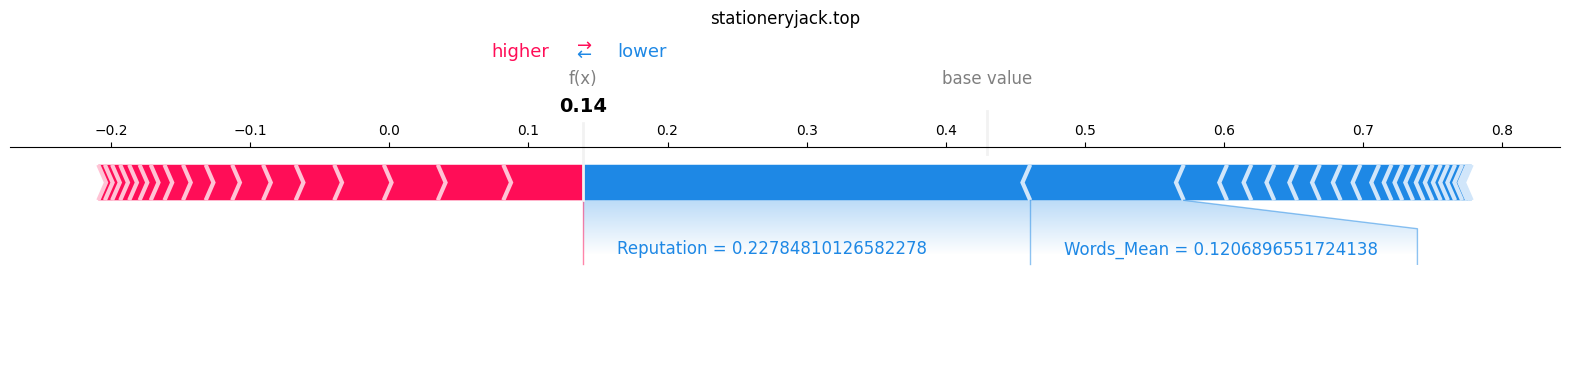 stationeryjack.top
higher ⇄ lower
f(x) base value
0.14
−0.2 −0.1 0.0 0.1 0.2 0.3 0.4 0.5 0.6 0.7 0.8
Reputation = 0.22784810126582278 Words_Mean = 0.1206896551724138